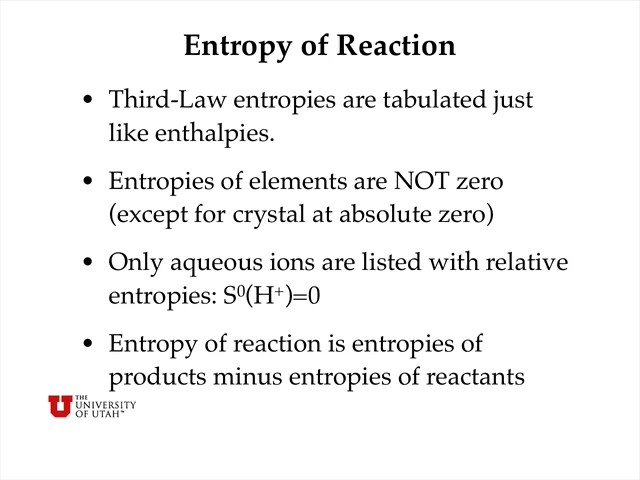 Entropy of Reaction
• Third-Law entropies are tabulated just
like enthalpies.
• Entropies of elements are NOT zero
(except for crystal at absolute zero)
• Only aqueous ions are listed with relative
entropies: S⁰(H⁺)=0
• Entropy of reaction is entropies of
products minus entropies of reactants
THE
UNIVERSITY
OF UTAH™